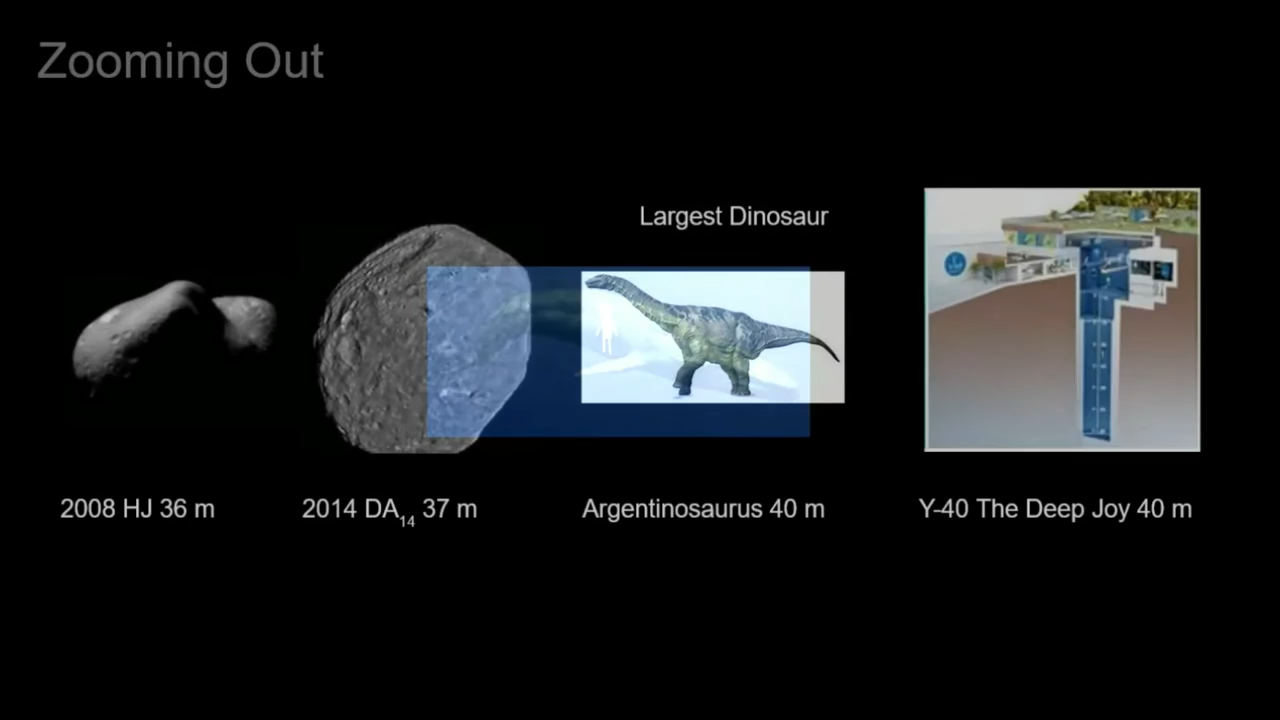 Zooming Out
Largest Dinosaur
2008 HJ 36 m
2014 DA14 37 m
Argentinosaurus 40 m
Y-40 The Deep Joy 40 m